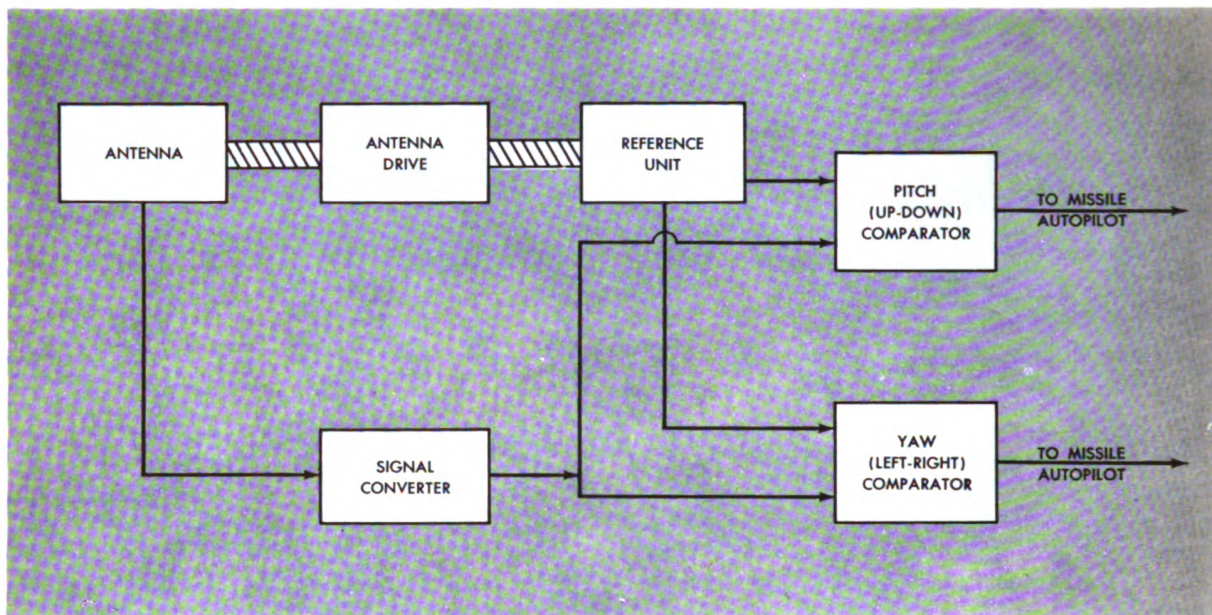 ANTENNA
ANTENNA
DRIVE
REFERENCE
UNIT
PITCH
(UP-DOWN)
COMPARATOR
TO MISSILE
AUTOPILOT
SIGNAL
CONVERTER
YAW
(LEFT-RIGHT)
COMPARATOR
TO MISSILE
AUTOPILOT